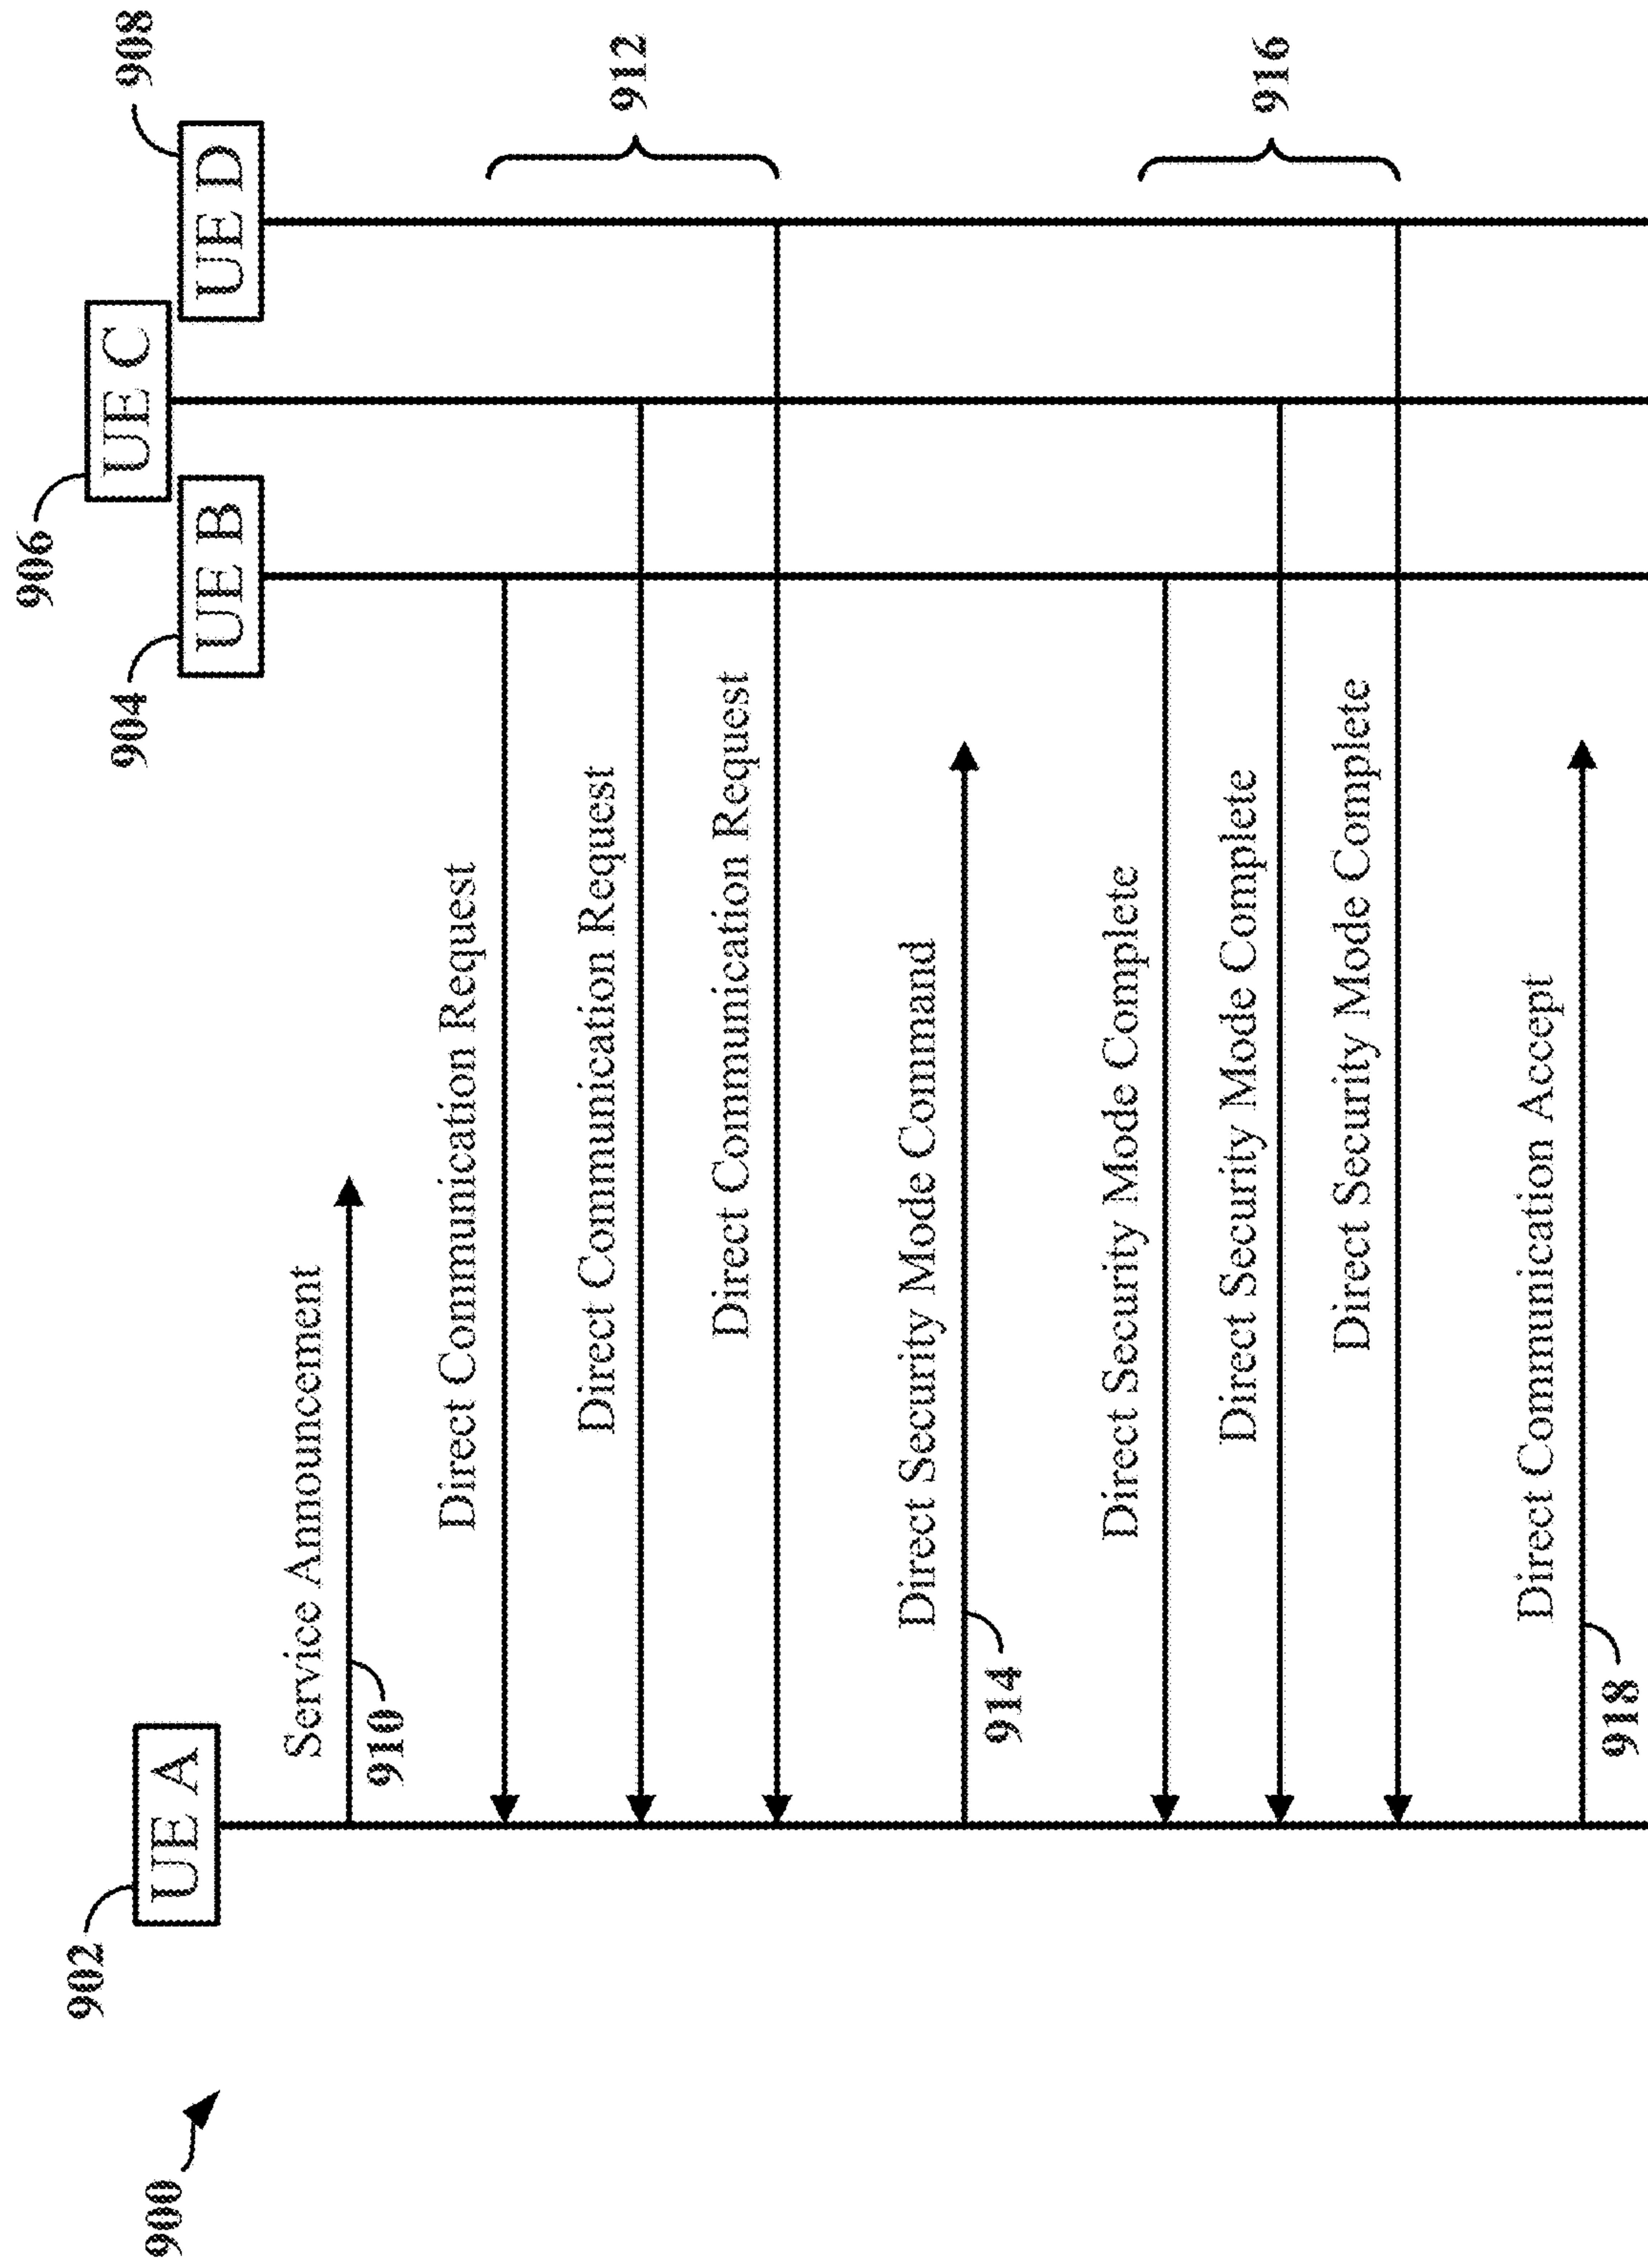 900
902
UE A
904
UE B
906
UE C
908
UE D
Service Announcement
910
Direct Communication Request
Direct Communication Request
Direct Communication Request
912
Direct Security Mode Command
914
Direct Security Mode Complete
Direct Security Mode Complete
Direct Security Mode Complete
916
Direct Communication Accept
918